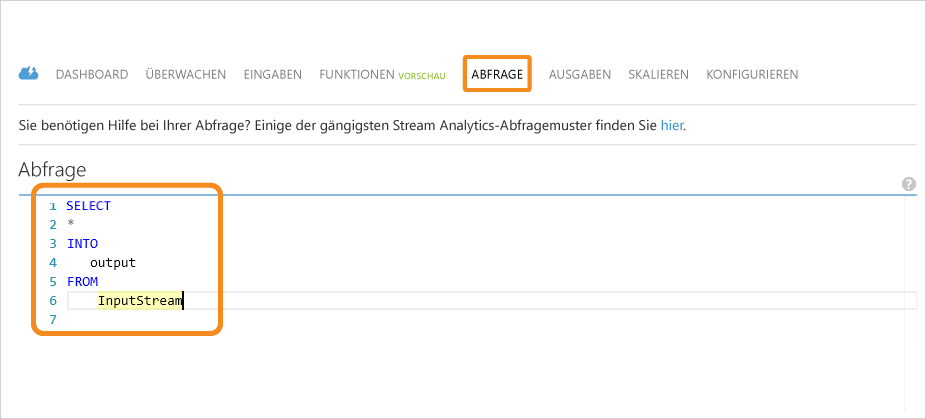 DASHBOARD ÜBERWACHEN EINGABEN FUNKTIONEN VORSCHAU ABFRAGE AUSGABEN SKALIEREN KONFIGURIEREN
Sie benötigen Hilfe bei Ihrer Abfrage? Einige der gängigsten Stream Analytics-Abfragemuster finden Sie hier.
Abfrage
?
1 SELECT
2 *
3 INTO
4 output
5 FROM
6 InputStream
7